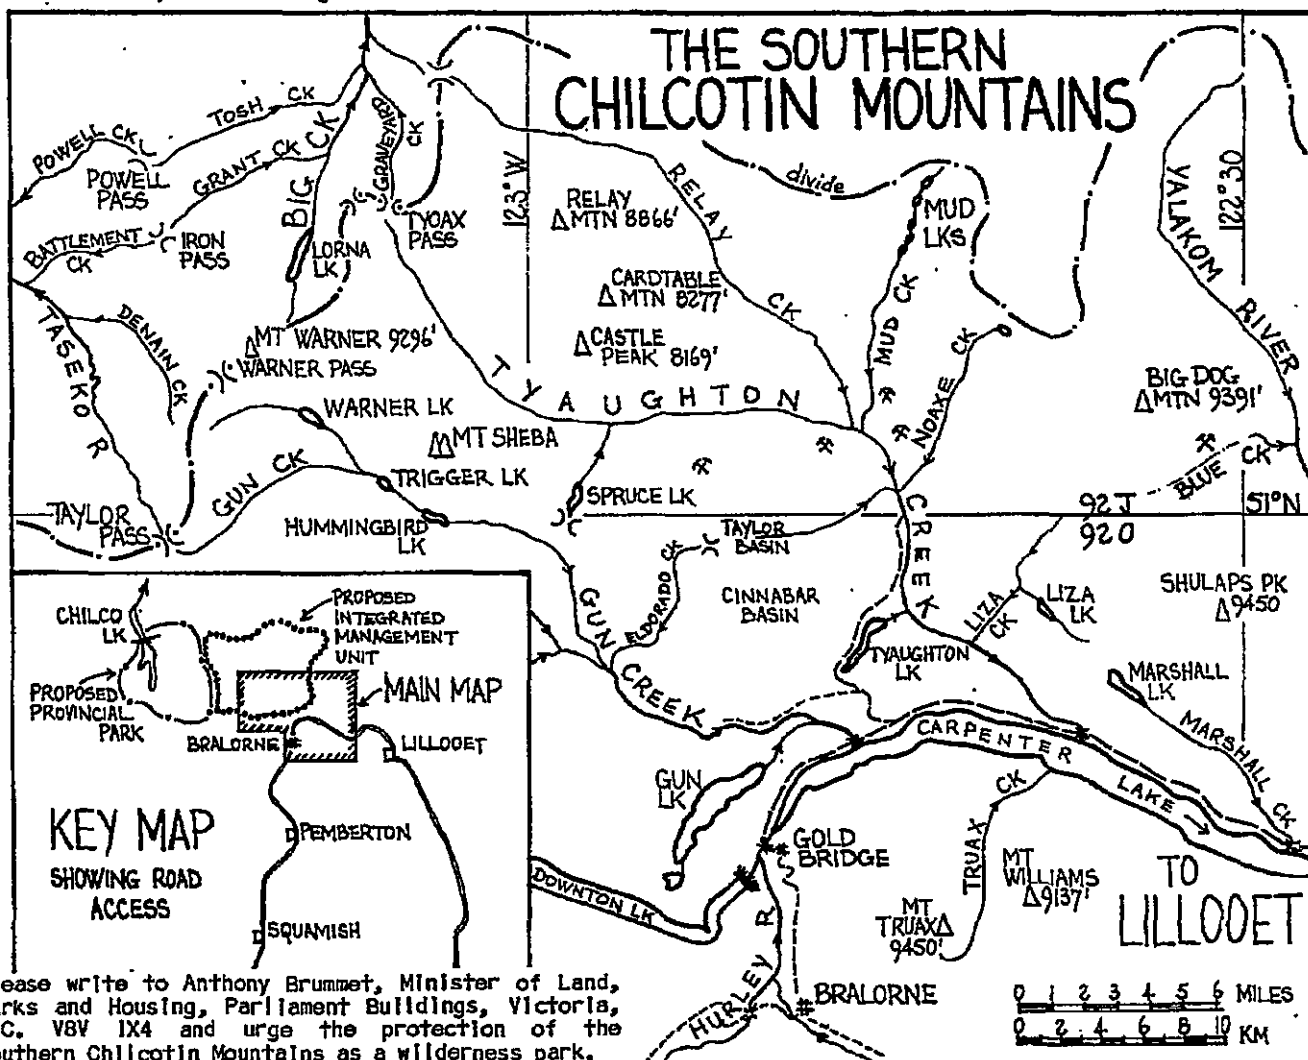 THE SOUTHERN
CHILCOTIN MOUNTAINS
POWELL CK
TOSH CK
POWELL
PASS
GRANT CK
BIG CK
GRAVEYARD
CK
TYOAX
PASS
123° W
RELAY CK
RELAY
MTN 8866'
divide
MUD
LKS
YALAKOM RIVER
122° 30
BATTLEMENT
CK
IRON
PASS
LORNA
LK
CARDTABLE
MTN 8277'
MUD CK
TASEKO R
DENAIN CK
MT WARNER 9296'
WARNER PASS
CASTLE
PEAK 8169'
NOAXE CK
BIG DOG
MTN 9391'
TYAUGHTON
CREEK
WARNER LK
MT SHEBA
GUN CK
TRIGGER LK
SPRUCE LK
BLUE CK
TAYLOR
PASS
HUMMINGBIRD
LK
TAYLOR
BASIN
92J
92O
51°N
ELDORADO CK
CINNABAR
BASIN
GUN CREEK
LIZA
CK
LIZA
LK
SHULAPS PK
9450
TYAUGHTON
LK
MARSHALL
LK
MARSHALL CK
CHILCO
LK
PROPOSED
INTEGRATED
MANAGEMENT
UNIT
PROPOSED
PROVINCIAL
PARK
MAIN MAP
BRALORNE
LILLOOET
KEY MAP
SHOWING ROAD
ACCESS
PEMBERTON
SQUAMISH
CARPENTER LAKE
GUN
LK
GOLD
BRIDGE
TRUAX CK
MT
WILLIAMS
9137'
TO
LILLOOET
DOWNTON LK
MT
TRUAX
9450'
HURLEY R
BRALORNE
0 1 2 3 4 5 6 MILES
0 2 4 6 8 10 KM
ease write to Anthony Brummet, Minister of Land,
rks and Housing, Parliament Buildings, Victoria,
C. V8V 1X4 and urge the protection of the
uthern Chilcotin Mountains as a wilderness park.